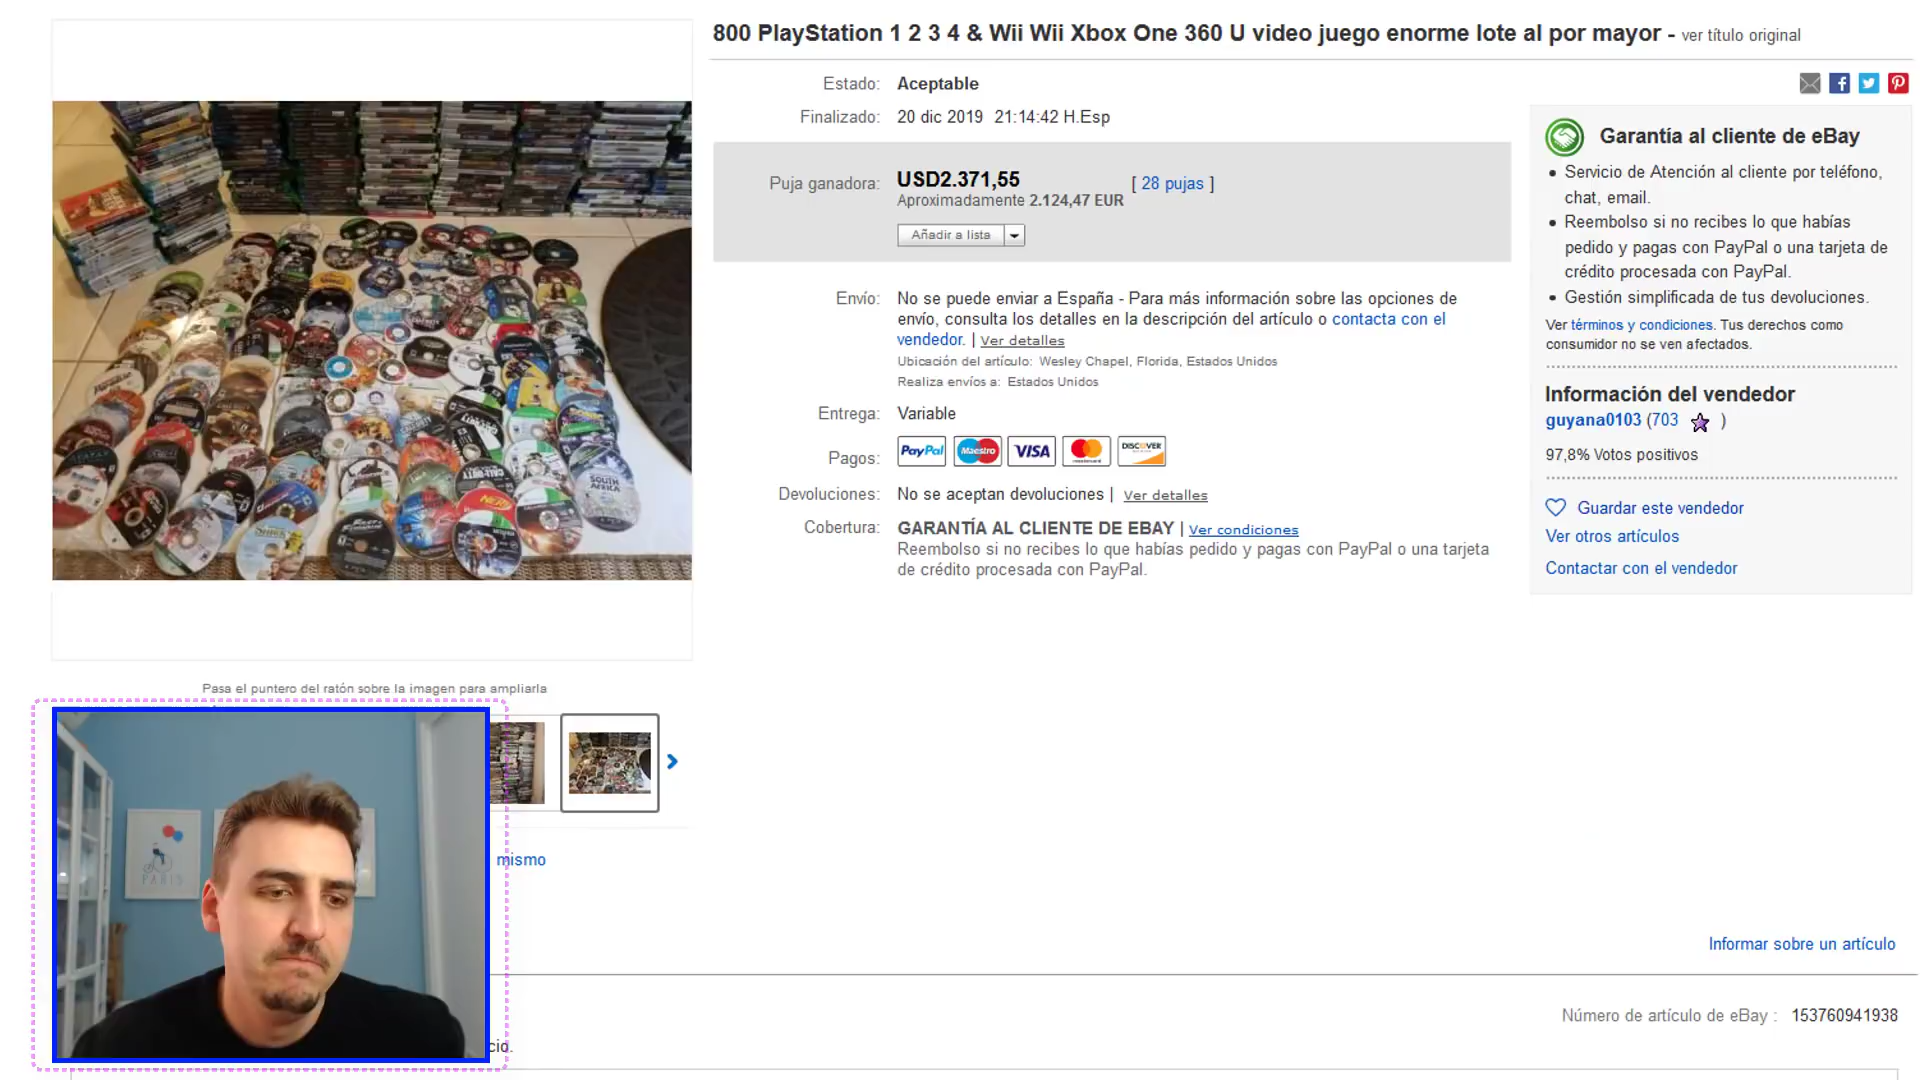 800 PlayStation 1 2 3 4 & Wii Wii Xbox One 360 U video juego enorme lote al por mayor - ver título original
Estado: Aceptable
Finalizado: 20 dic 2019 21:14:42 H.Esp
Puja ganadora: USD2.371,55 [ 28 pujas ]
Aproximadamente 2.124,47 EUR
Añadir a lista
Envío: No se puede enviar a España - Para más información sobre las opciones de
envío, consulta los detalles en la descripción del artículo o contacta con el
vendedor. | Ver detalles
Ubicación del artículo: Wesley Chapel, Florida, Estados Unidos
Realiza envíos a: Estados Unidos
Entrega: Variable
Pagos: PayPal Maestro VISA mastercard DISCOVER
Devoluciones: No se aceptan devoluciones | Ver detalles
Cobertura: GARANTÍA AL CLIENTE DE EBAY | Ver condiciones
Reembolso si no recibes lo que habías pedido y pagas con PayPal o una tarjeta
de crédito procesada con PayPal.
Garantía al cliente de eBay
Servicio de Atención al cliente por teléfono,
chat, email.
Reembolso si no recibes lo que habías
pedido y pagas con PayPal o una tarjeta de
crédito procesada con PayPal.
Gestión simplificada de tus devoluciones.
Ver términos y condiciones. Tus derechos como
consumidor no se ven afectados.
Información del vendedor
guyana0103 (703 )
97,8% Votos positivos
Guardar este vendedor
Ver otros artículos
Contactar con el vendedor
NERF
SOUTH
AFRICA
Pasa el puntero del ratón sobre la imagen para ampliarla
PARIS
mismo
Informar sobre un artículo
Número de artículo de eBay : 153760941938
cio.